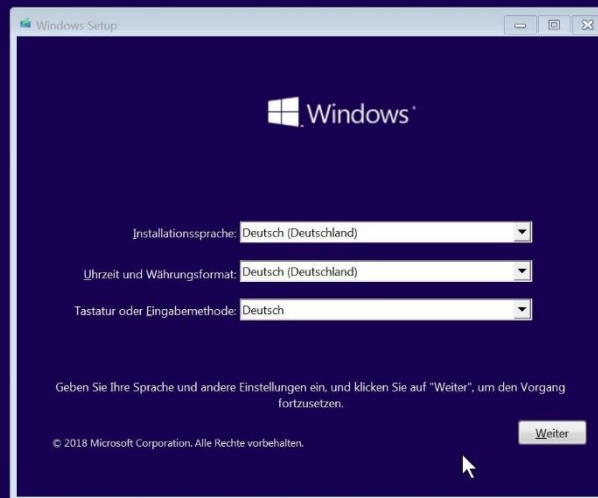 Windows Setup
Windows
Installationssprache: Deutsch (Deutschland)
Uhrzeit und Währungsformat: Deutsch (Deutschland)
Tastatur oder Eingabemethode: Deutsch
Geben Sie Ihre Sprache und andere Einstellungen ein, und klicken Sie auf "Weiter", um den Vorgang
fortzusetzen.
Weiter
© 2018 Microsoft Corporation. Alle Rechte vorbehalten.